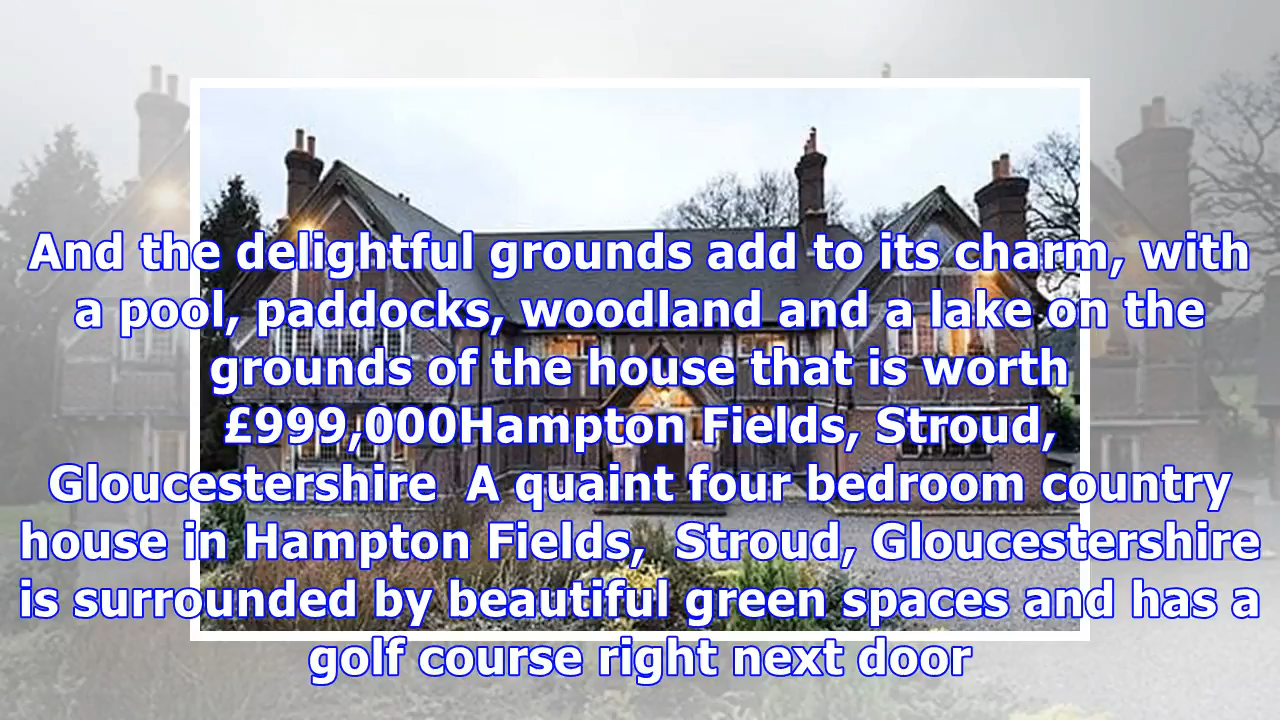 And the delightful grounds add to its charm, with
a pool, paddocks, woodland and a lake on the
grounds of the house that is worth
£999,000Hampton Fields, Stroud,
Gloucestershire  A quaint four bedroom country
house in Hampton Fields,  Stroud, Gloucestershire
is surrounded by beautiful green spaces and has a
golf course right next door